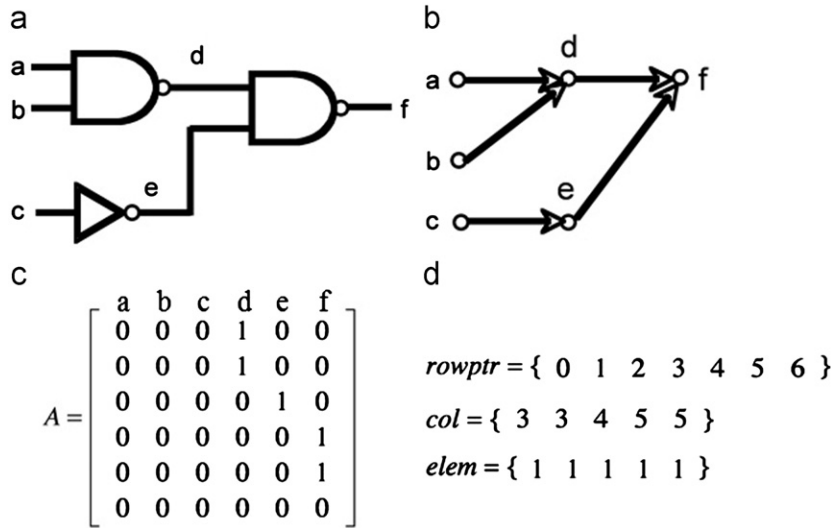 a
a
b
c
d
e
f
b
a
b
c
d
e
f
c
a b c d e f
0 0 0 1 0 0
0 0 0 1 0 0
A = 0 0 0 0 1 0
0 0 0 0 0 1
0 0 0 0 0 1
0 0 0 0 0 0
d
rowptr = { 0 1 2 3 4 5 6 }
col = { 3 3 4 5 5 }
elem = { 1 1 1 1 1 }